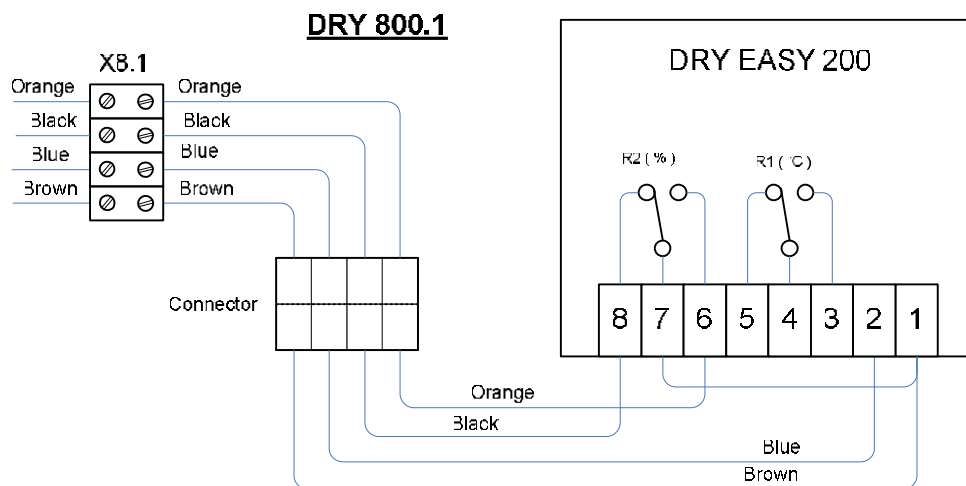 DRY 800.1
DRY EASY 200
X8.1
Orange Orange
Black Black
Blue Blue
Brown Brown
R2 ( % ) R1 ( °C )
Connector
8 7 6 5 4 3 2 1
Orange
Black
Blue
Brown